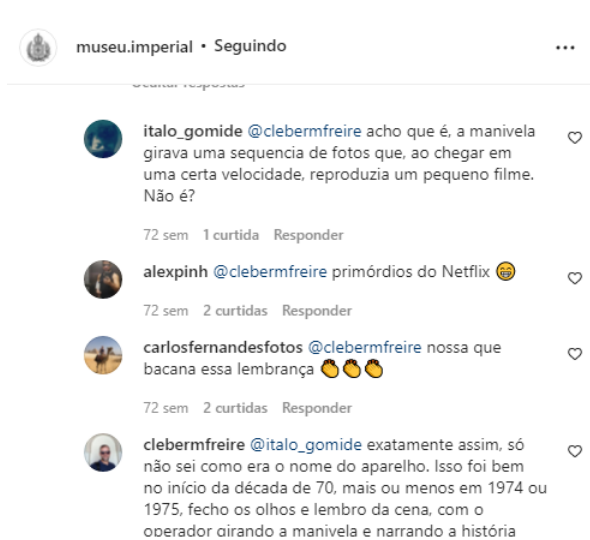 museu.imperial • Seguindo
Ocultar respostas
italo_gomide @clebermfreire acho que é, a manivela
girava uma sequencia de fotos que, ao chegar em
uma certa velocidade, reproduzia um pequeno filme.
Não é?
72 sem 1 curtida Responder
alexpinh @clebermfreire primórdios do Netflix 😁
72 sem 2 curtidas Responder
carlosfernandesfotos @clebermfreire nossa que
bacana essa lembrança 👏👏👏
72 sem 2 curtidas Responder
clebermfreire @italo_gomide exatamente assim, só
não sei como era o nome do aparelho. Isso foi bem
no início da década de 70, mais ou menos em 1974 ou
1975, fecho os olhos e lembro da cena, com o
operador girando a manivela e narrando a história